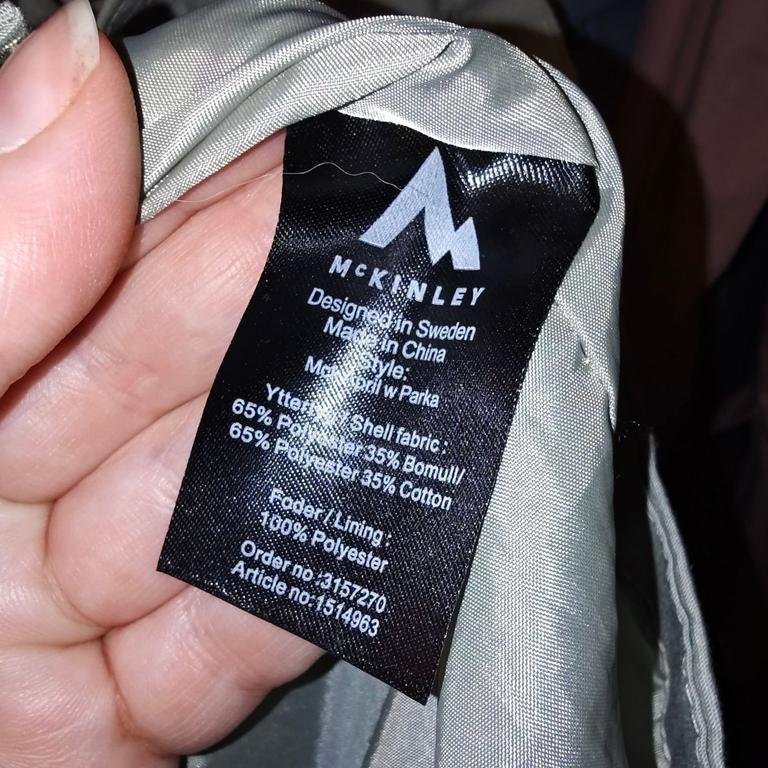 McKINLEY
Designed in Sweden
Made in China
Style:
April w Parka
Shell fabric:
65% Polyester 35% Bomull/
65% Polyester 35% Cotton
Foder / Lining:
100% Polyester
Order no:3157270
Article no:1514963